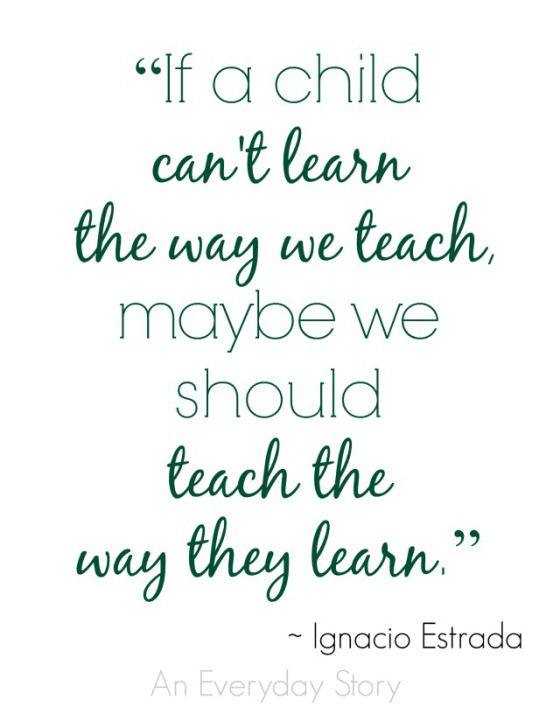 “If a child
can't learn
the way we teach,
maybe we
should
teach the
way they learn.”
~ Ignacio Estrada
An Everyday Story